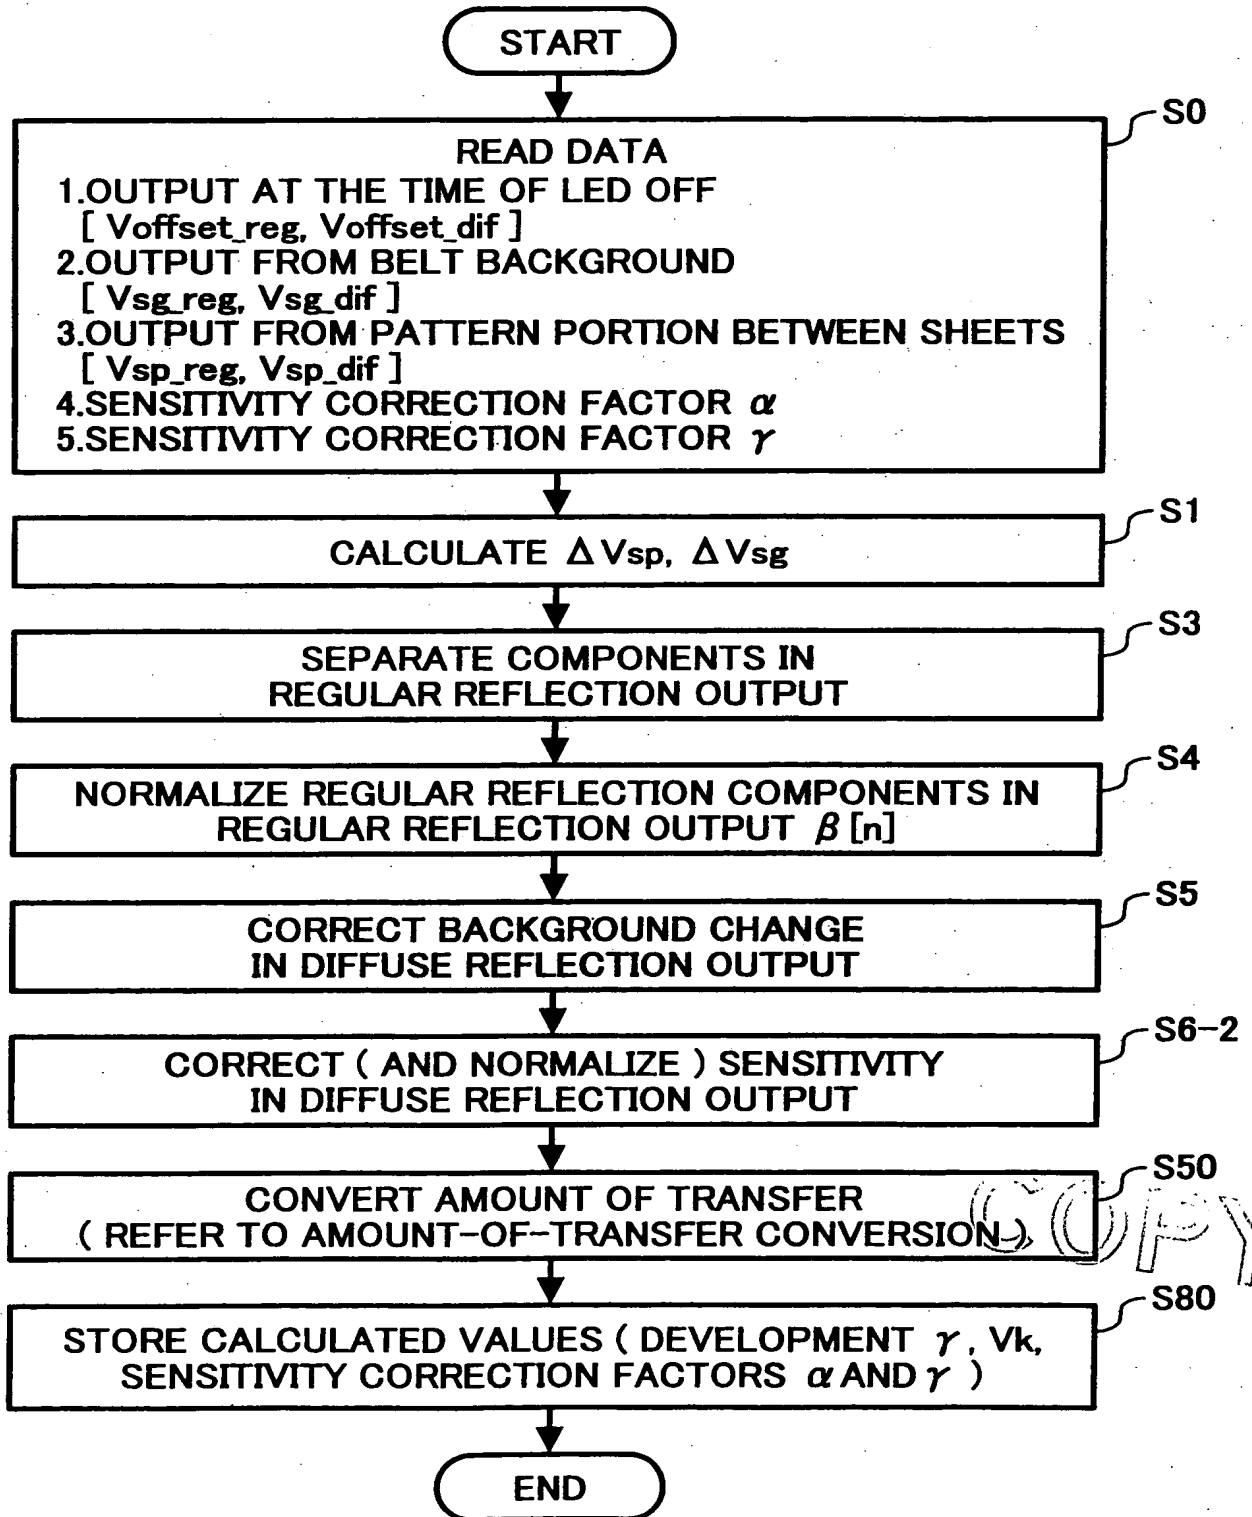 START
S0
READ DATA
1.OUTPUT AT THE TIME OF LED OFF
[ Voffset_reg, Voffset_dif ]
2.OUTPUT FROM BELT BACKGROUND
[ Vsg_reg, Vsg_dif ]
3.OUTPUT FROM PATTERN PORTION BETWEEN SHEETS
[ Vsp_reg, Vsp_dif ]
4.SENSITIVITY CORRECTION FACTOR α
5.SENSITIVITY CORRECTION FACTOR γ
S1
CALCULATE ΔVsp, ΔVsg
S3
SEPARATE COMPONENTS IN
REGULAR REFLECTION OUTPUT
S4
NORMALIZE REGULAR REFLECTION COMPONENTS IN
REGULAR REFLECTION OUTPUT β[n]
S5
CORRECT BACKGROUND CHANGE
IN DIFFUSE REFLECTION OUTPUT
S6-2
CORRECT ( AND NORMALIZE ) SENSITIVITY
IN DIFFUSE REFLECTION OUTPUT
S50
CONVERT AMOUNT OF TRANSFER
( REFER TO AMOUNT-OF-TRANSFER CONVERSION )
COPY
S80
STORE CALCULATED VALUES ( DEVELOPMENT γ, Vk,
SENSITIVITY CORRECTION FACTORS α AND γ )
END